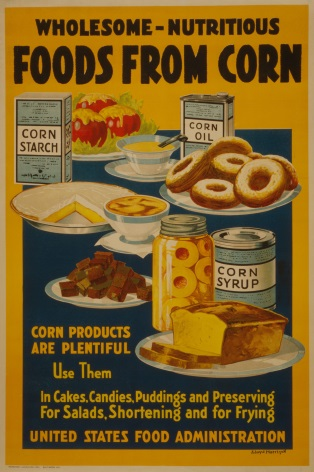 WHOLESOME - NUTRITIOUS
FOODS FROM CORN
CORN
STARCH
CORN
OIL
CORN
SYRUP
CORN PRODUCTS
ARE PLENTIFUL
Use Them
In Cakes, Candies, Puddings and Preserving
For Salads, Shortening and for Frying
UNITED STATES FOOD ADMINISTRATION